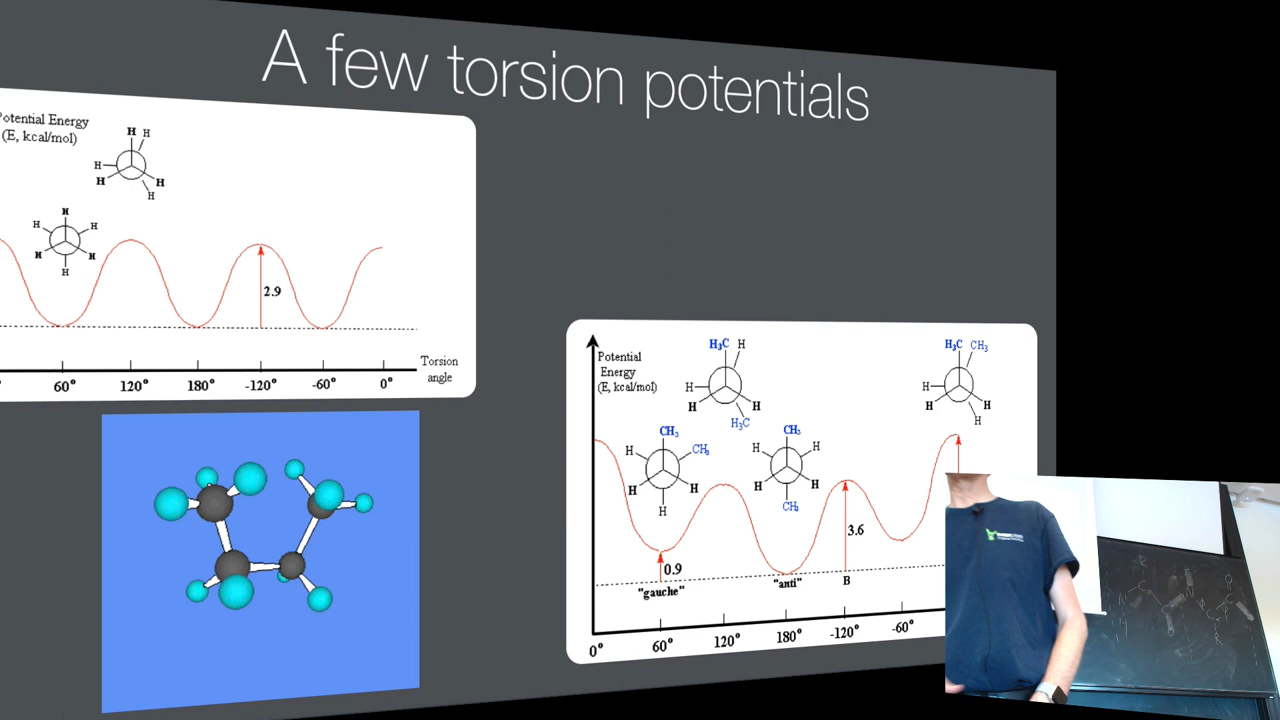 A few torsion potentials
Potential Energy
(E, kcal/mol)
H H
H
H H
H
H
H H
H H
H
2.9
60° 120° 180° -120° -60° 0°
Torsion
angle
Potential
Energy
(E, kcal/mol)
H₃C H
H
H H
H₃C
H₃C CH₃
H
H H
H
CH₃
H CH₃
H H
H
CH₃
H H
H H
CH₃
0.9
"gauche"
"anti"
3.6
B
0° 60° 120° 180° -120° -60°